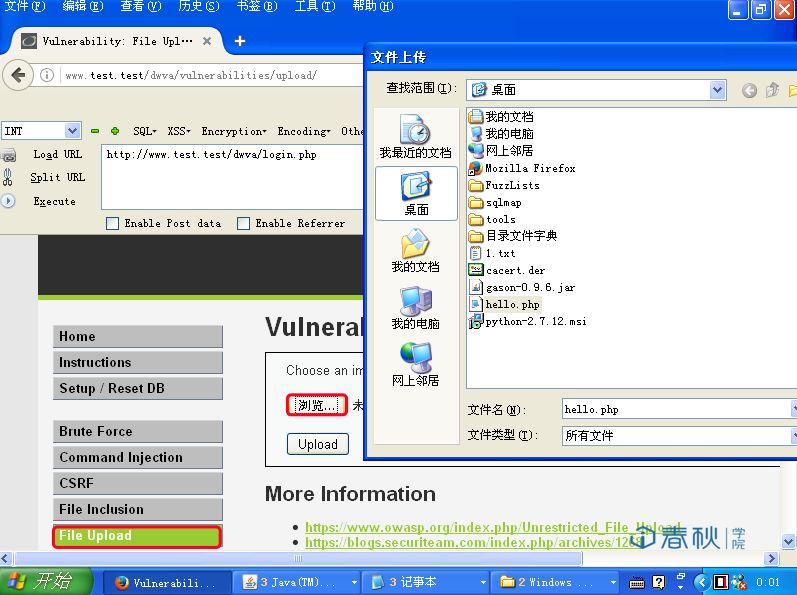 文件(F) 编辑(E) 查看(V) 历史(S) 书签(B) 工具(T) 帮助(H)
Vulnerability: File Upl...
www.test.test/dwva/vulnerabilities/upload/
INT SQL XSS Encryption Encoding
Load URL
http://www.test.test/dwva/login.php
Split URL
Execute
Enable Post data Enable Referrer
Home
Instructions
Setup / Reset DB
Brute Force
Command Injection
CSRF
File Inclusion
File Upload
Choose an
浏览...
Upload
More Information
https://www.owasp.org/index.php/Unrestricted_File_Upload
https://blogs.securiteam.com/index.php/archives/1268
文件上传
查找范围(I): 桌面
我最近的文档
桌面
我的文档
我的电脑
网上邻居
我的文档
我的电脑
网上邻居
Mozilla Firefox
FuzzLists
sqlmap
tools
目录文件字典
1.txt
cacert.der
gason-0.9.6.jar
hello.php
python-2.7.12.msi
文件名(N): hello.php
文件类型(T): 所有文件
春秋 学院
开始 Vulnerabili... 3 Java(TM)... 3 记事本 2 Windows ... 0:01